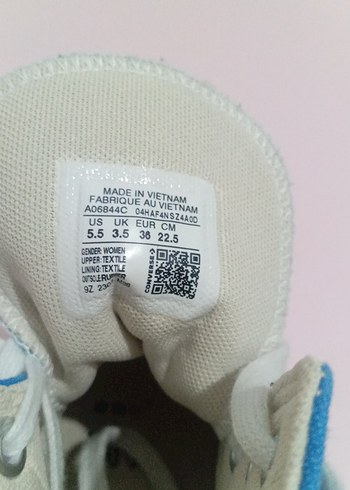 MADE IN VIETNAM
FABRIQUE AU VIETNAM
A06844C 04HAF4NSZ4A0D
US UK EUR CM
5.5 3.5 36 22.5
GENDER: WOMEN
UPPER: TEXTILE
LINING: TEXTILE
CONVERSE
9Z